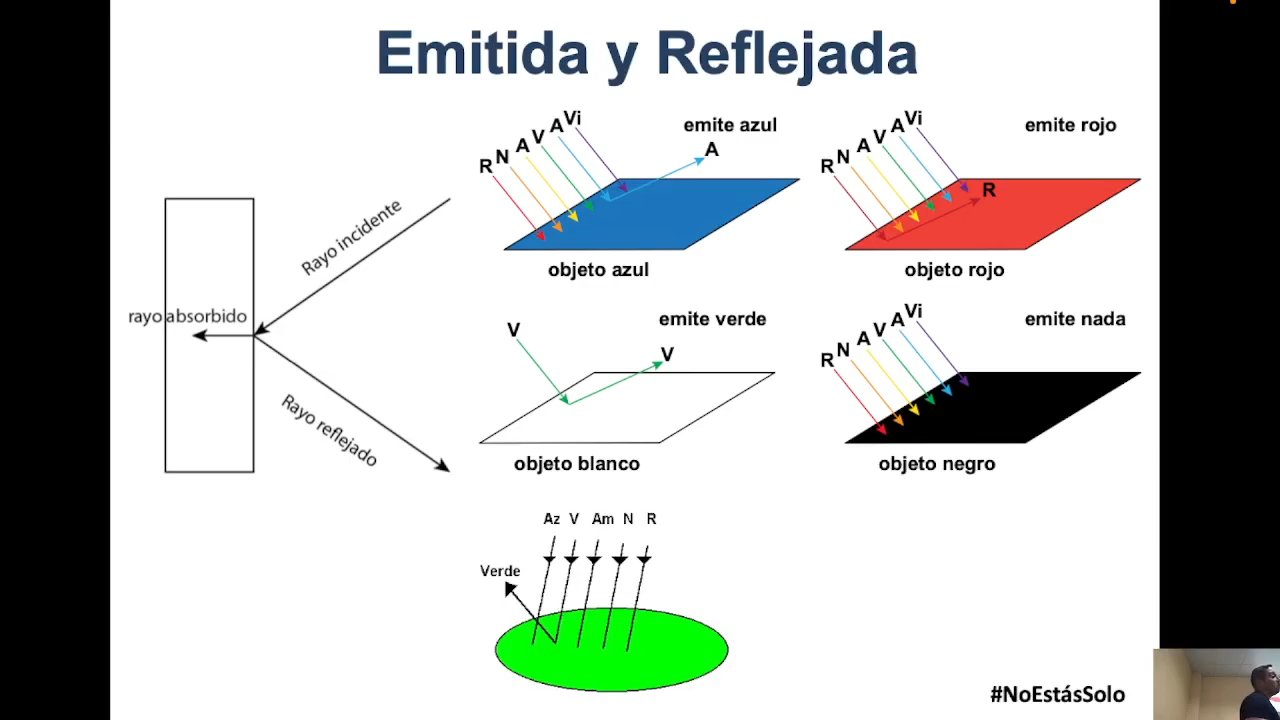 Emitida y Reflejada
Rayo incidente
rayo absorbido
Rayo reflejado
R N A V A Vi
emite azul
A
objeto azul
R N A V A Vi
emite rojo
R
objeto rojo
V
emite verde
V
objeto blanco
R N A V A Vi
emite nada
objeto negro
Az V Am N R
Verde
#NoEstásSolo